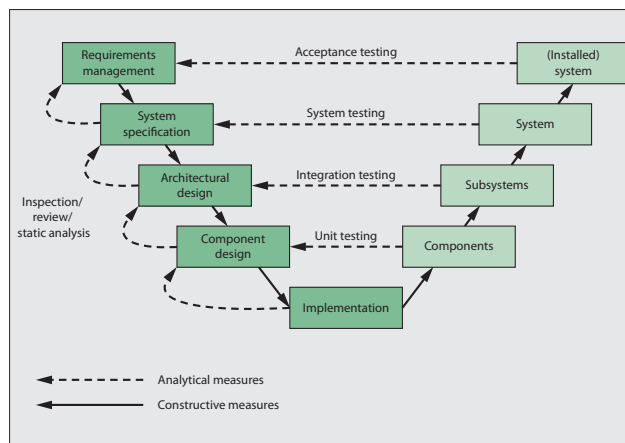 Requirements
management
Acceptance testing
(Installed)
system
System
specification
System testing
System
Architectural
design
Integration testing
Subsystems
Inspection/
review/
static analysis
Component
design
Unit testing
Components
Implementation
Analytical measures
Constructive measures